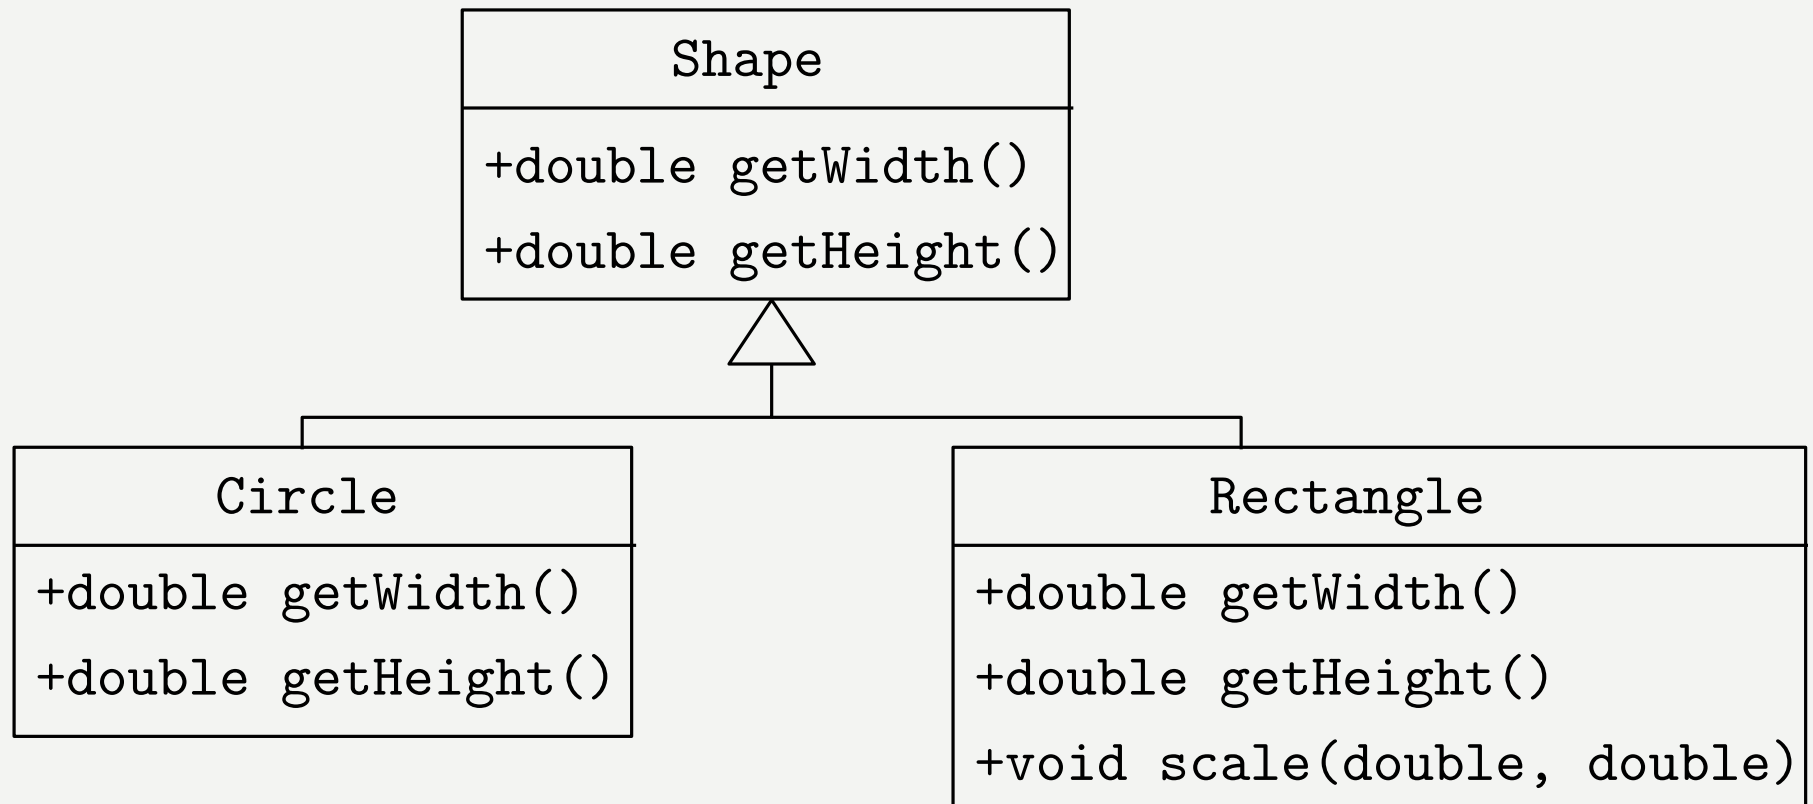 Shape
+double getWidth()
+double getHeight()
Circle
+double getWidth()
+double getHeight()
Rectangle
+double getWidth()
+double getHeight()
+void scale(double, double)